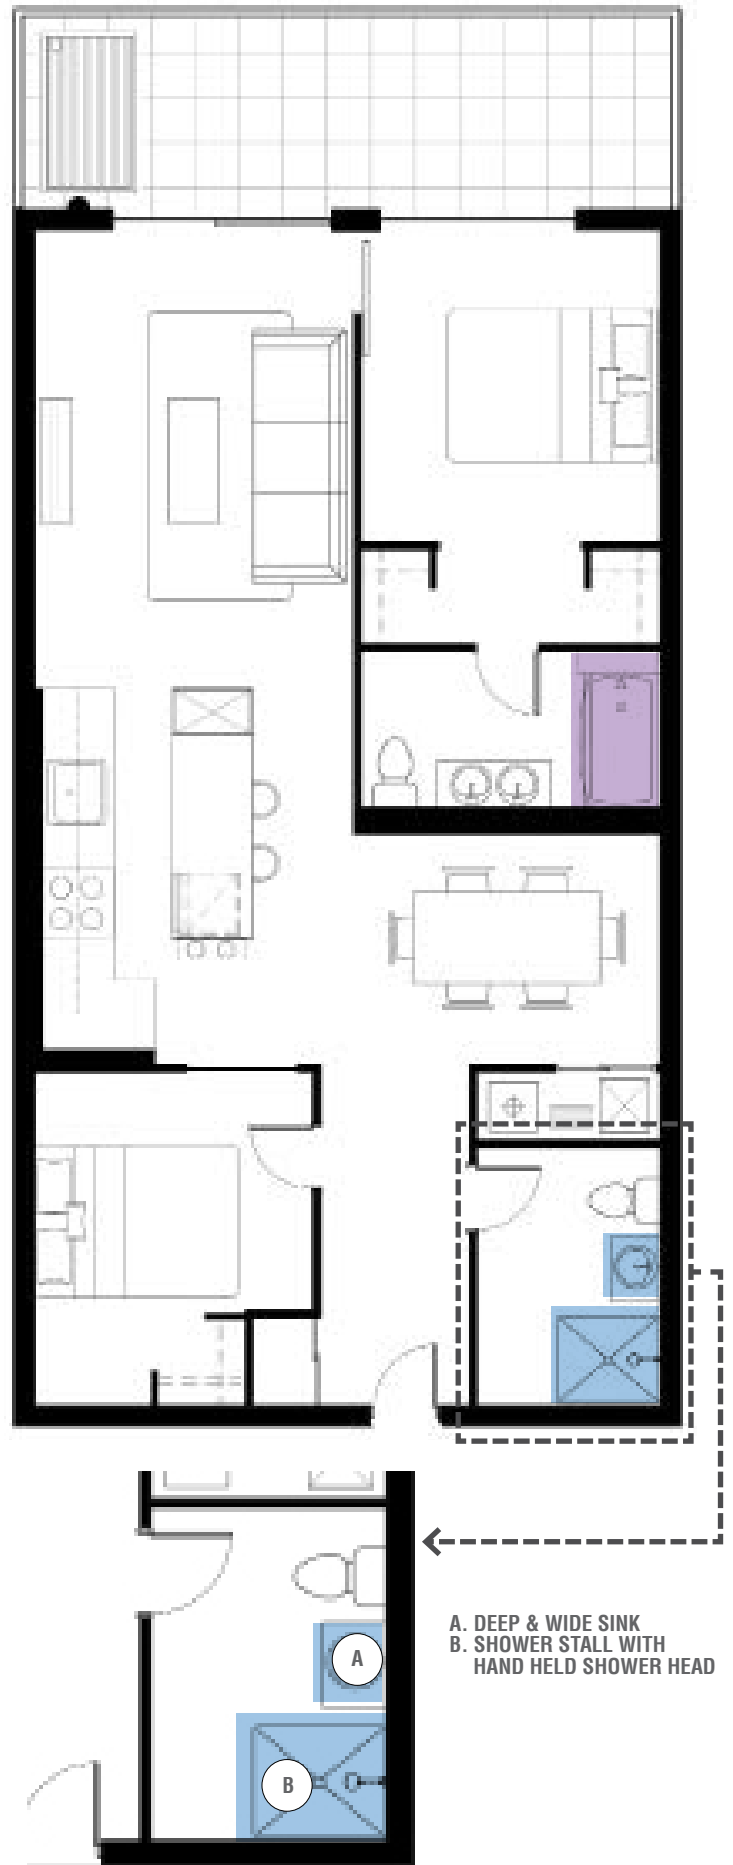 A
B
A. DEEP & WIDE SINK
B. SHOWER STALL WITH
HAND HELD SHOWER HEAD